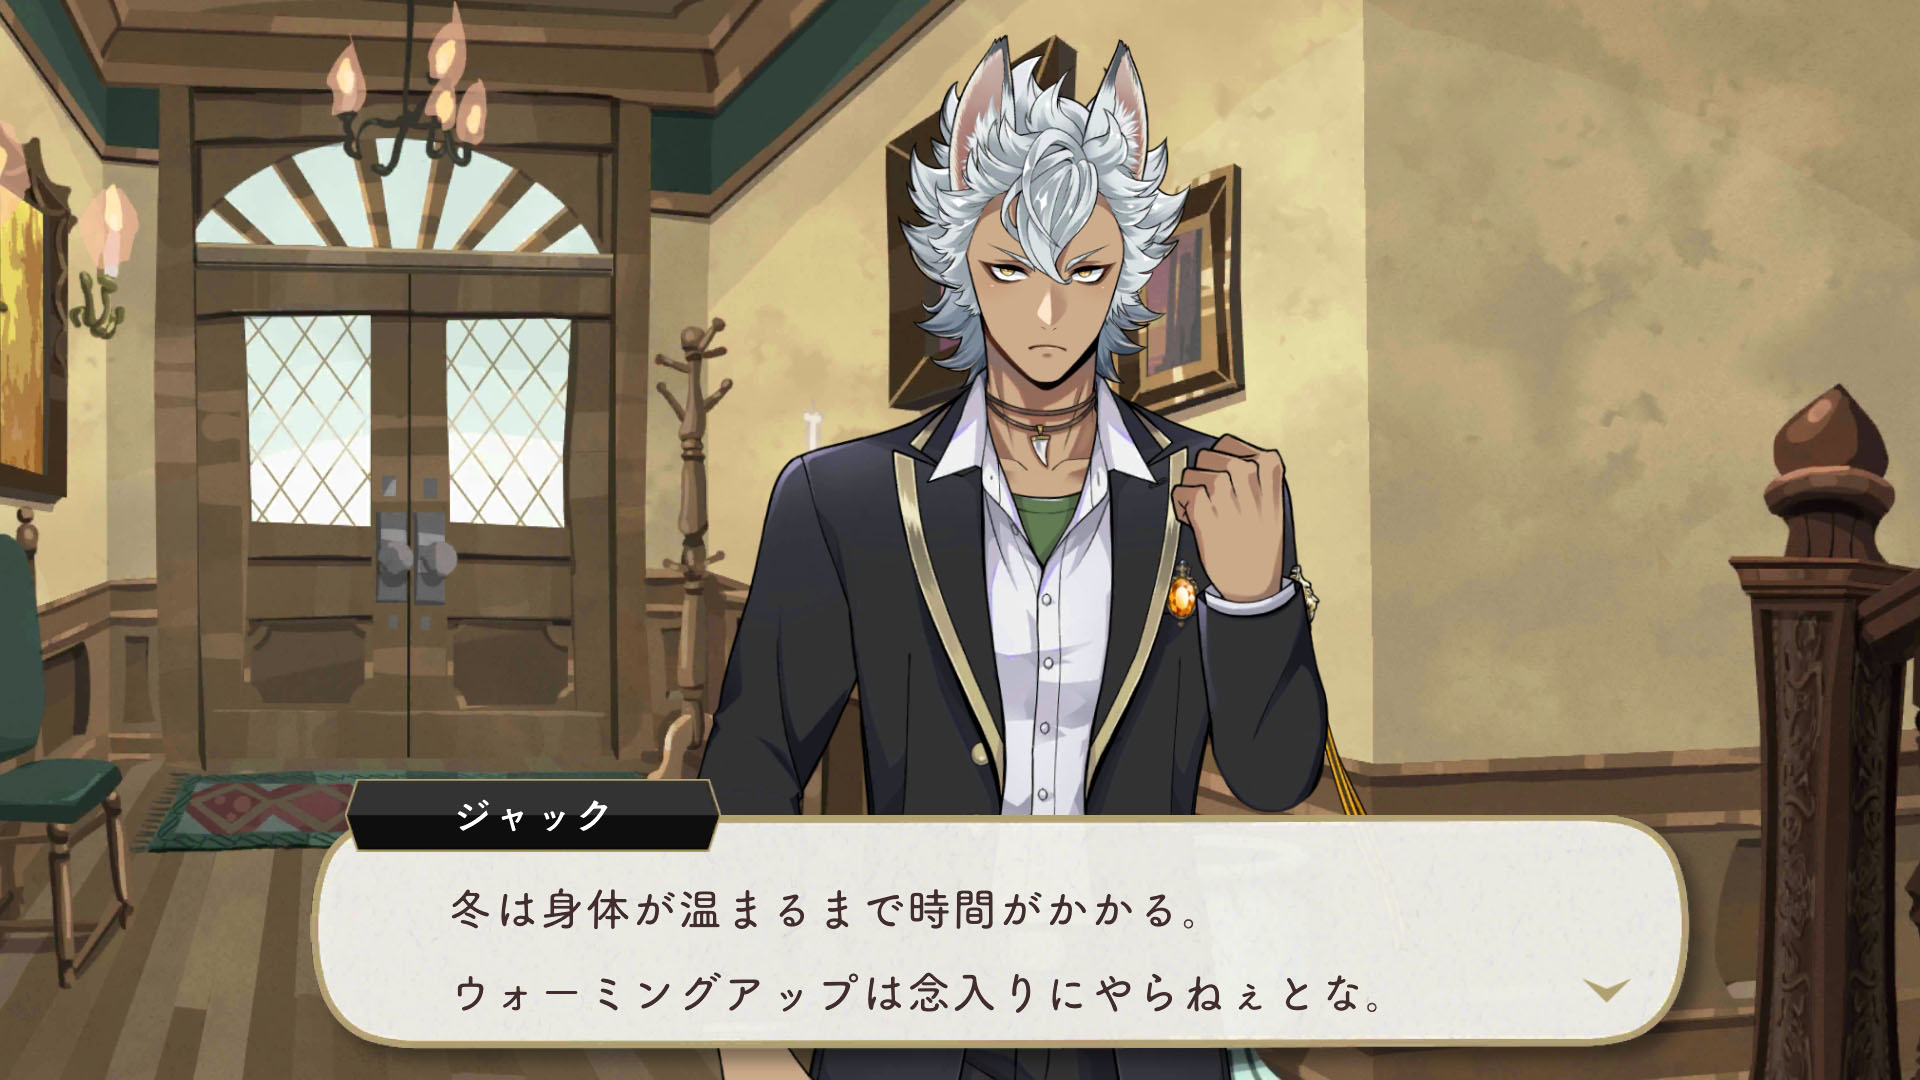 ジャック
冬は身体が温まるまで時間がかかる。
ウォーミングアップは念入りにやらねぇとな。